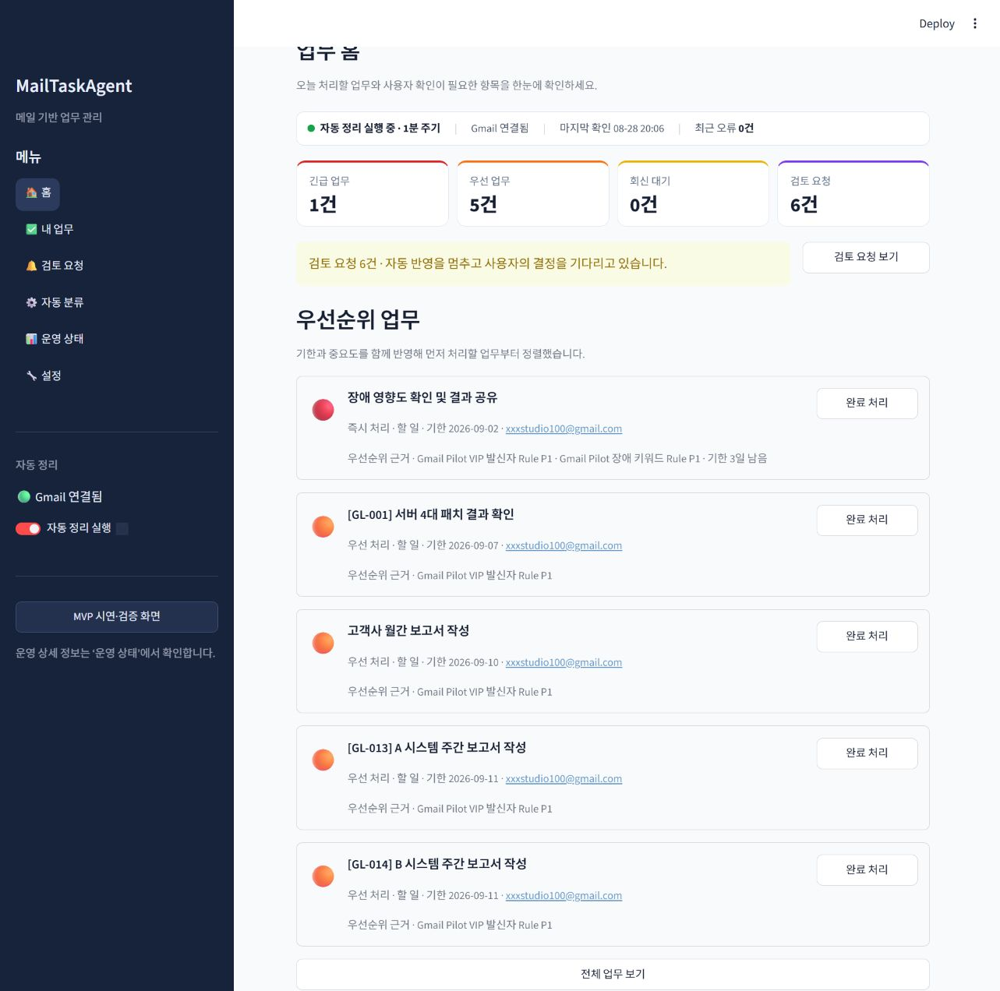 Deploy
MailTaskAgent
메일 기반 업무 관리
메뉴
홈
내 업무
검토 요청
자동 분류
운영 상태
설정
자동 정리
Gmail 연결됨
자동 정리 실행
MVP 시연·검증 화면
운영 상세 정보는 ‘운영 상태’에서 확인합니다.
업무 홈
오늘 처리할 업무와 사용자 확인이 필요한 항목을 한눈에 확인하세요.
자동 정리 실행 중 · 1분 주기 | Gmail 연결됨 | 마지막 확인 08-28 20:06 | 최근 오류 0건
긴급 업무
1건
우선 업무
5건
회신 대기
0건
검토 요청
6건
검토 요청 6건 · 자동 반영을 멈추고 사용자의 결정을 기다리고 있습니다.
검토 요청 보기
우선순위 업무
기한과 중요도를 함께 반영해 먼저 처리할 업무부터 정렬했습니다.
장애 영향도 확인 및 결과 공유
완료 처리
즉시 처리 · 할 일 · 기한 2026-09-02 · xxxstudio100@gmail.com
우선순위 근거 · Gmail Pilot VIP 발신자 Rule P1 · Gmail Pilot 장애 키워드 Rule P1 · 기한 3일 남음
[GL-001] 서버 4대 패치 결과 확인
완료 처리
우선 처리 · 할 일 · 기한 2026-09-07 · xxxstudio100@gmail.com
우선순위 근거 · Gmail Pilot VIP 발신자 Rule P1
고객사 월간 보고서 작성
완료 처리
우선 처리 · 할 일 · 기한 2026-09-10 · xxxstudio100@gmail.com
우선순위 근거 · Gmail Pilot VIP 발신자 Rule P1
[GL-013] A 시스템 주간 보고서 작성
완료 처리
우선 처리 · 할 일 · 기한 2026-09-11 · xxxstudio100@gmail.com
우선순위 근거 · Gmail Pilot VIP 발신자 Rule P1
[GL-014] B 시스템 주간 보고서 작성
완료 처리
우선 처리 · 할 일 · 기한 2026-09-11 · xxxstudio100@gmail.com
우선순위 근거 · Gmail Pilot VIP 발신자 Rule P1
전체 업무 보기